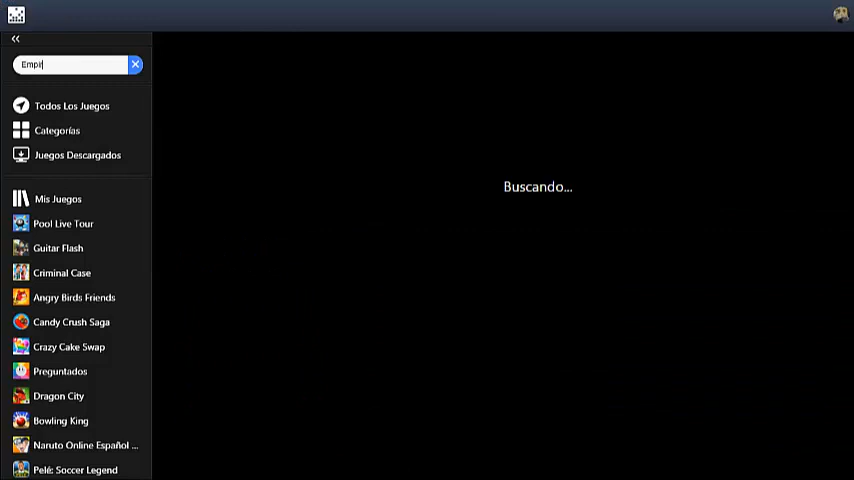 Empir
Todos Los Juegos
Categorías
Juegos Descargados
Buscando...
Mis Juegos
Pool Live Tour
Guitar Flash
Criminal Case
Angry Birds Friends
Candy Crush Saga
Crazy Cake Swap
Preguntados
Dragon City
Bowling King
Naruto Online Español ...
Pelé: Soccer Legend